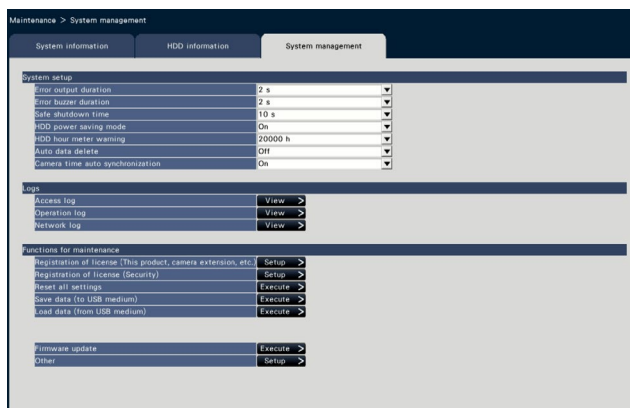 Maintenance > System management
System information HDD information System management
System setup
Error output duration 2 s
Error buzzer duration 2 s
Safe shutdown time 10 s
HDD power saving mode On
HDD hour meter warning 20000 h
Auto data delete Off
Camera time auto synchronization On
Logs
Access log View >
Operation log View >
Network log View >
Functions for maintenance
Registration of license (This product, camera extension, etc.) Setup >
Registration of license (Security) Setup >
Reset all settings Execute >
Save data (to USB medium) Execute >
Load data (from USB medium) Execute >
Firmware update Execute >
Other Setup >